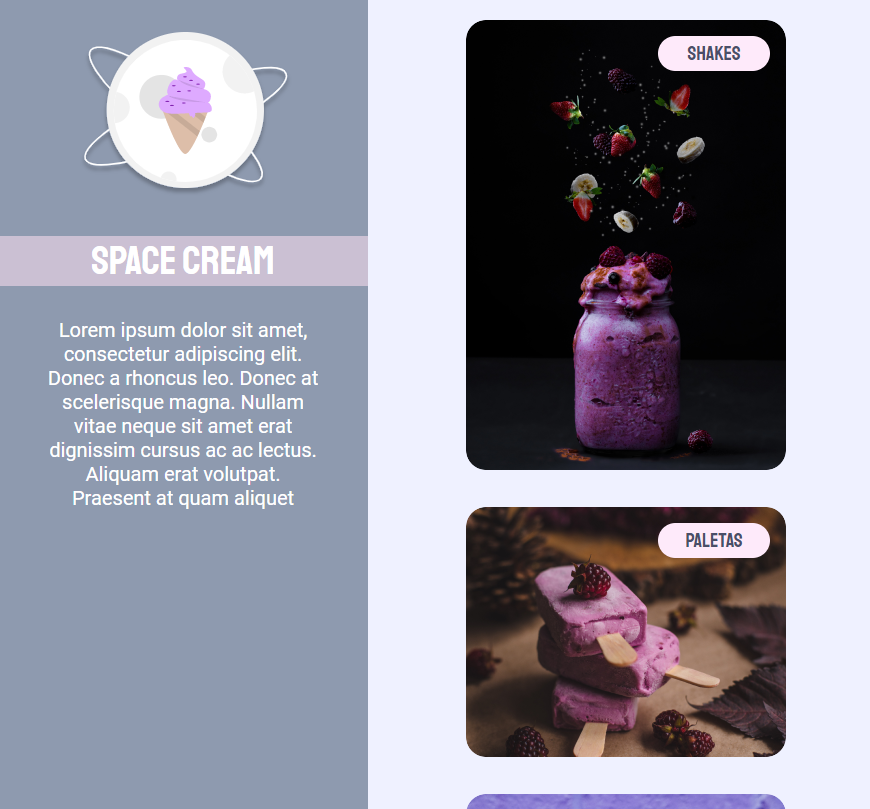 SPACE CREAM
Lorem ipsum dolor sit amet,
consectetur adipiscing elit.
Donec a rhoncus leo. Donec at
scelerisque magna. Nullam
vitae neque sit amet erat
dignissim cursus ac ac lectus.
Aliquam erat volutpat.
Praesent at quam aliquet
SHAKES
PALETAS